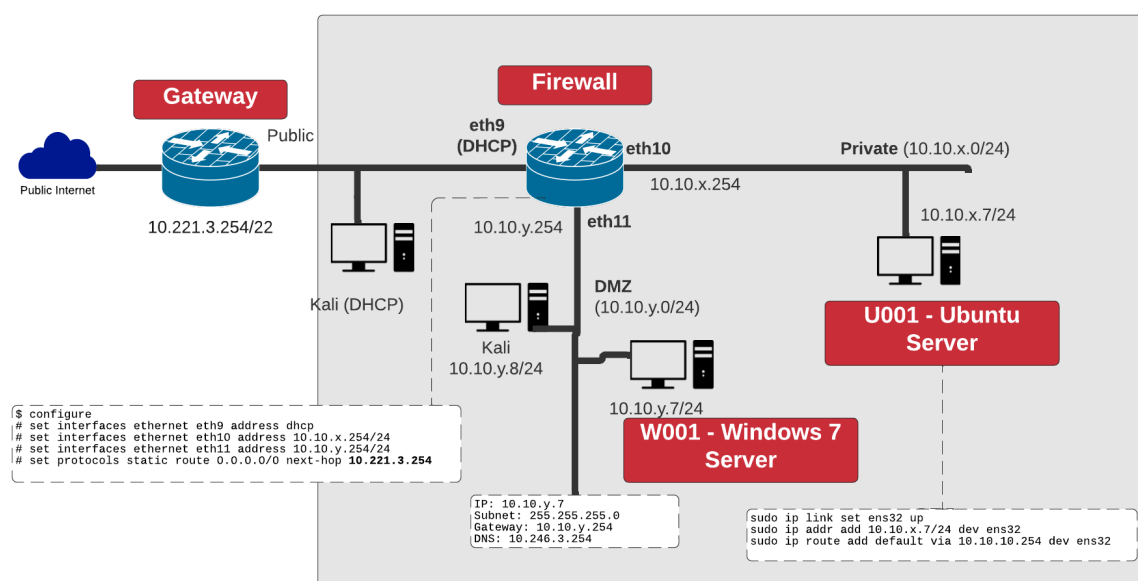 Gateway
Firewall
Public
eth9
(DHCP)
eth10
Private (10.10.x.0/24)
Public Internet
10.10.x.254
10.221.3.254/22
10.10.y.254
eth11
10.10.x.7/24
Kali (DHCP)
DMZ
(10.10.y.0/24)
U001 - Ubuntu
Server
Kali
10.10.y.8/24
10.10.y.7/24
W001 - Windows 7
Server
$ configure
# set interfaces ethernet eth9 address dhcp
# set interfaces ethernet eth10 address 10.10.x.254/24
# set interfaces ethernet eth11 address 10.10.y.254/24
# set protocols static route 0.0.0.0/0 next-hop 10.221.3.254
IP: 10.10.y.7
Subnet: 255.255.255.0
Gateway: 10.10.y.254
DNS: 10.246.3.254
sudo ip link set ens32 up
sudo ip addr add 10.10.x.7/24 dev ens32
sudo ip route add default via 10.10.10.254 dev ens32